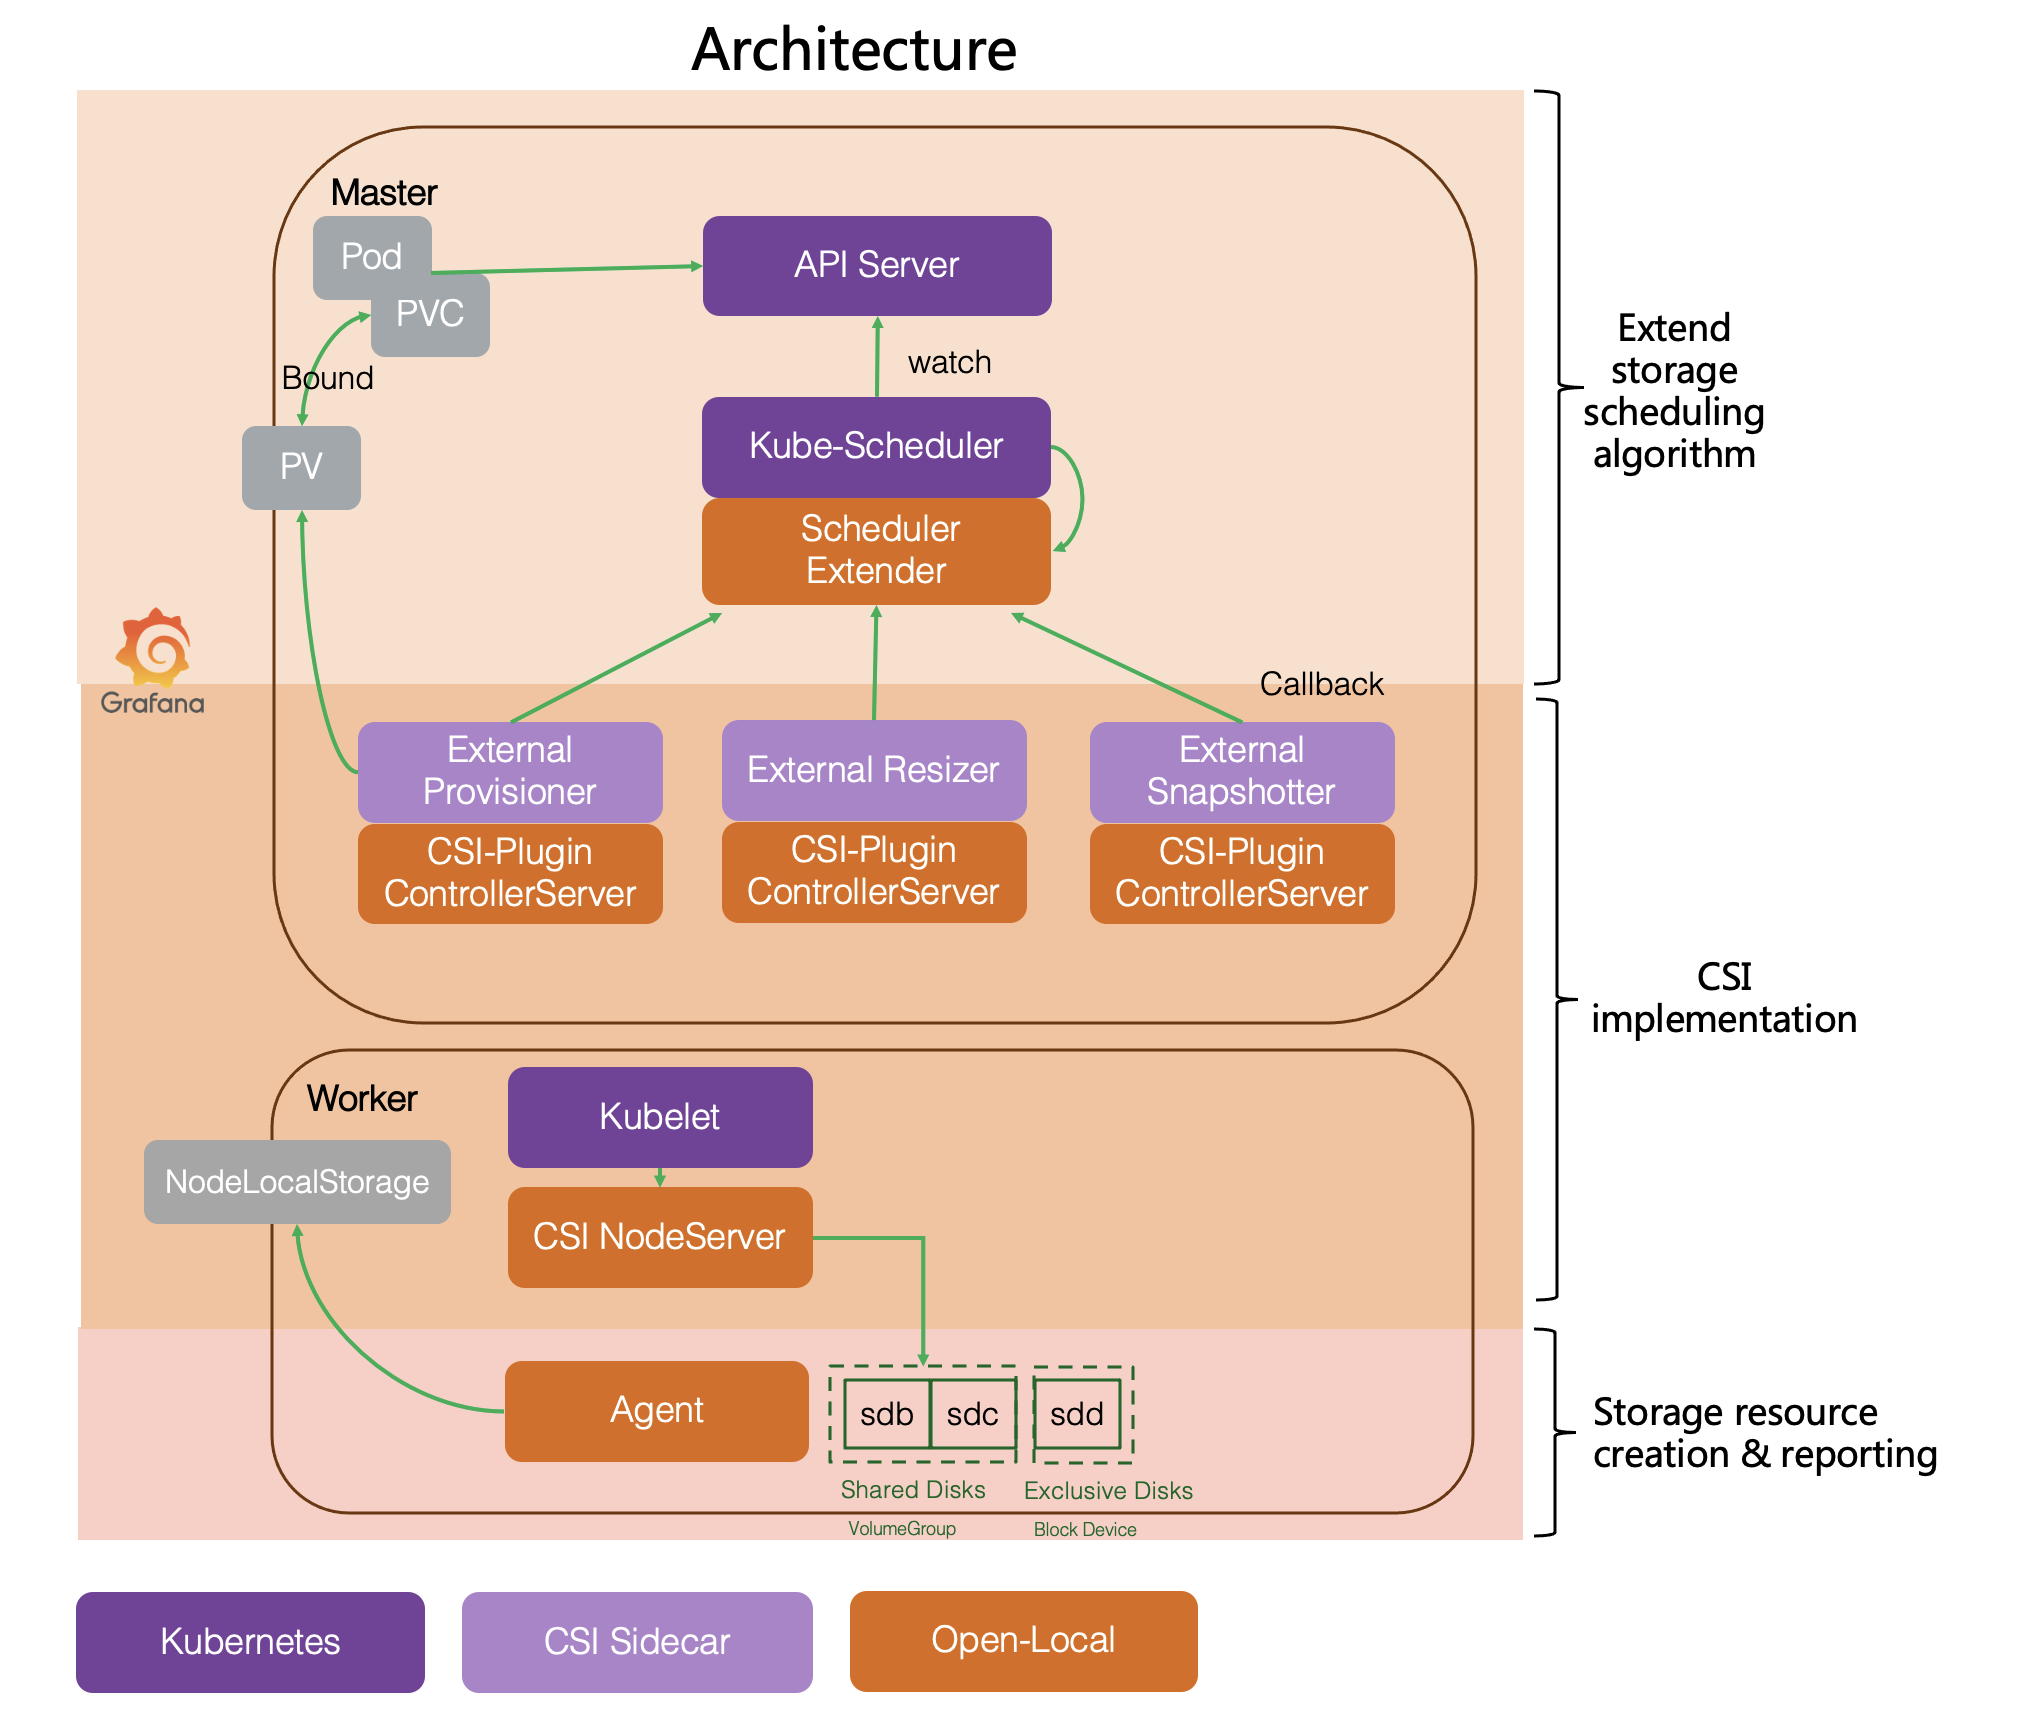 Architecture
Master
Pod
PVC
API Server
watch
Bound
PV
Kube-Scheduler
Scheduler
Extender
Extend
storage
scheduling
algorithm
Grafana
Callback
External
Provisioner
CSI-Plugin
ControllerServer
External Resizer
CSI-Plugin
ControllerServer
External
Snapshotter
CSI-Plugin
ControllerServer
CSI
implementation
Worker
Kubelet
NodeLocalStorage
CSI NodeServer
Agent
sdb
sdc
sdd
Shared Disks
Exclusive Disks
VolumeGroup
Block Device
Storage resource
creation & reporting
Kubernetes
CSI Sidecar
Open-Local